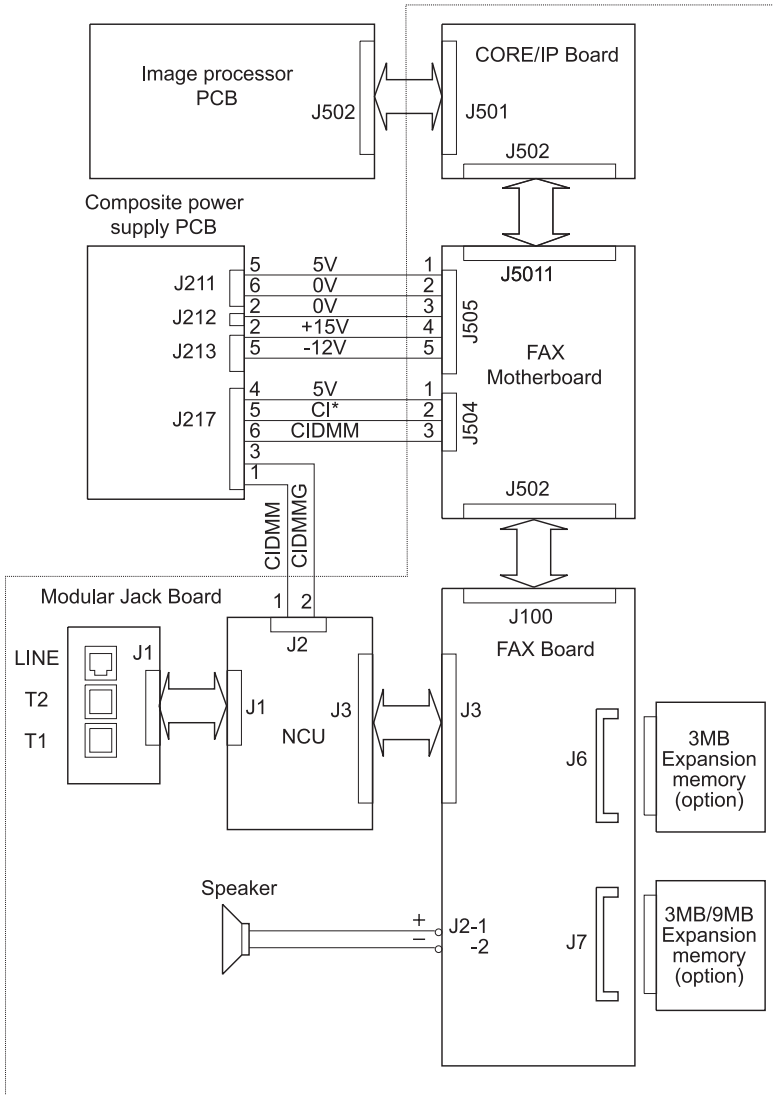 Image processor
PCB
J502
CORE/IP Board
J501
J502
Composite power
supply PCB
J211
J212
J213
J217
5 5V 1
6 0V 2
2 0V 3
2 +15V 4
5 -12V 5
4 5V 1
5 CI* 2
6 CIDMM 3
3
1
J505
J504
J5011
FAX
Motherboard
J502
CIDMM
CIDMMG
Modular Jack Board
1 2
J2
LINE
T2
T1
J1
J1
NCU
J3
J100
FAX Board
J3
J6
3MB
Expansion
memory
(option)
Speaker
+
−
J2-1
-2
J7
3MB/9MB
Expansion
memory
(option)